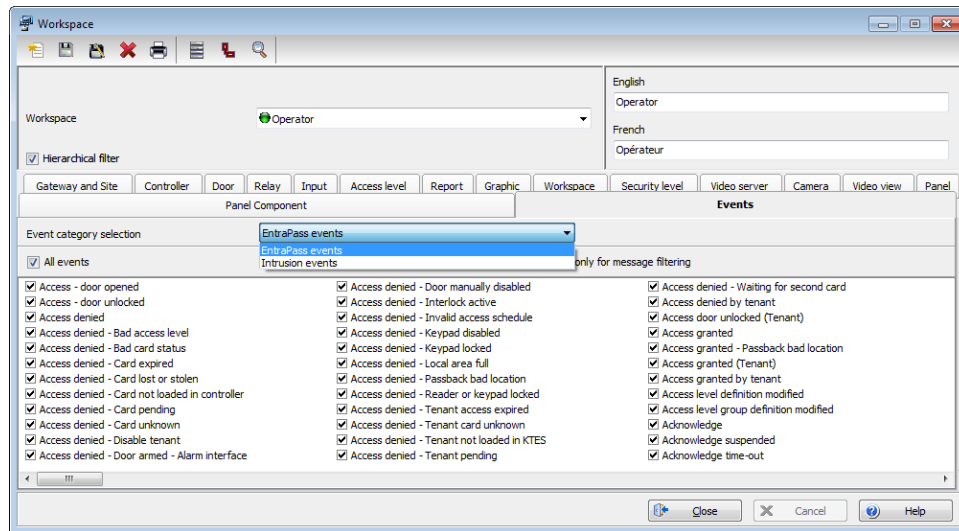 Workspace
English
Operator
Workspace
Operator
French
Opérateur
Hierarchical filter
Gateway and Site Controller Door Relay Input Access level Report Graphic Workspace Security level Video server Camera Video view Panel
Panel Component Events
Event category selection
EntraPass events
EntraPass events
Intrusion events
All events
only for message filtering
Access - door opened
Access - door unlocked
Access denied
Access denied - Bad access level
Access denied - Bad card status
Access denied - Card expired
Access denied - Card lost or stolen
Access denied - Card not loaded in controller
Access denied - Card pending
Access denied - Card unknown
Access denied - Disable tenant
Access denied - Door armed - Alarm interface
Access denied - Door manually disabled
Access denied - Interlock active
Access denied - Invalid access schedule
Access denied - Keypad disabled
Access denied - Keypad locked
Access denied - Local area full
Access denied - Passback bad location
Access denied - Reader or keypad locked
Access denied - Tenant access expired
Access denied - Tenant card unknown
Access denied - Tenant not loaded in KTES
Access denied - Tenant pending
Access denied - Waiting for second card
Access denied by tenant
Access door unlocked (Tenant)
Access granted
Access granted - Passback bad location
Access granted (Tenant)
Access granted by tenant
Access level definition modified
Access level group definition modified
Acknowledge
Acknowledge suspended
Acknowledge time-out
Close Cancel Help